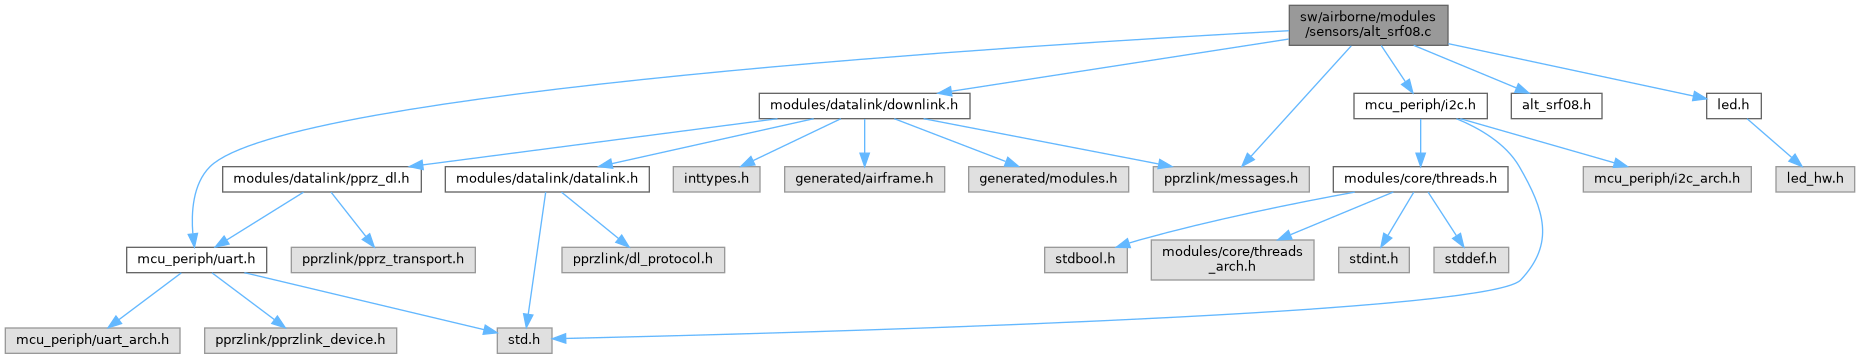 sw/airborne/modules
/sensors/alt_srf08.c
modules/datalink/downlink.h
mcu_periph/i2c.h
alt_srf08.h
led.h
modules/datalink/pprz_dl.h
modules/datalink/datalink.h
inttypes.h
generated/airframe.h
generated/modules.h
pprzlink/messages.h
modules/core/threads.h
mcu_periph/i2c_arch.h
led_hw.h
mcu_periph/uart.h
pprzlink/pprz_transport.h
pprzlink/dl_protocol.h
stdbool.h
modules/core/threads
_arch.h
stdint.h
stddef.h
mcu_periph/uart_arch.h
pprzlink/pprzlink_device.h
std.h